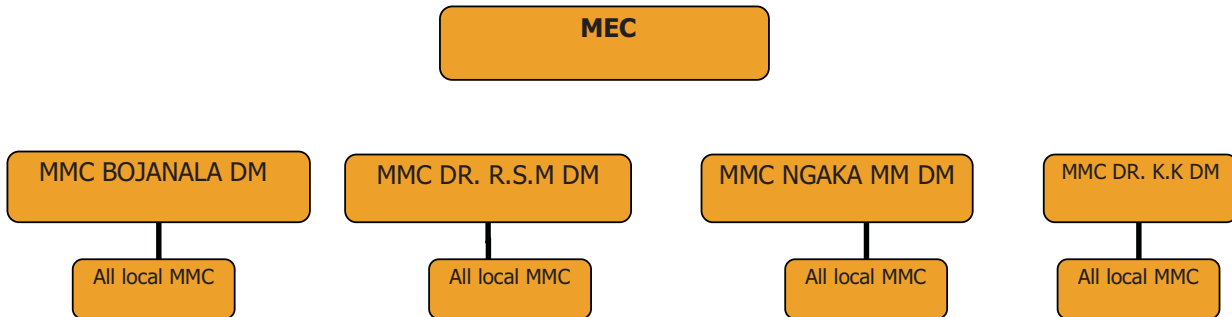 MEC
MMC BOJANALA DM
MMC DR. R.S.M DM
MMC NGAKA MM DM
MMC DR. K.K DM
All local MMC
All local MMC
All local MMC
All local MMC